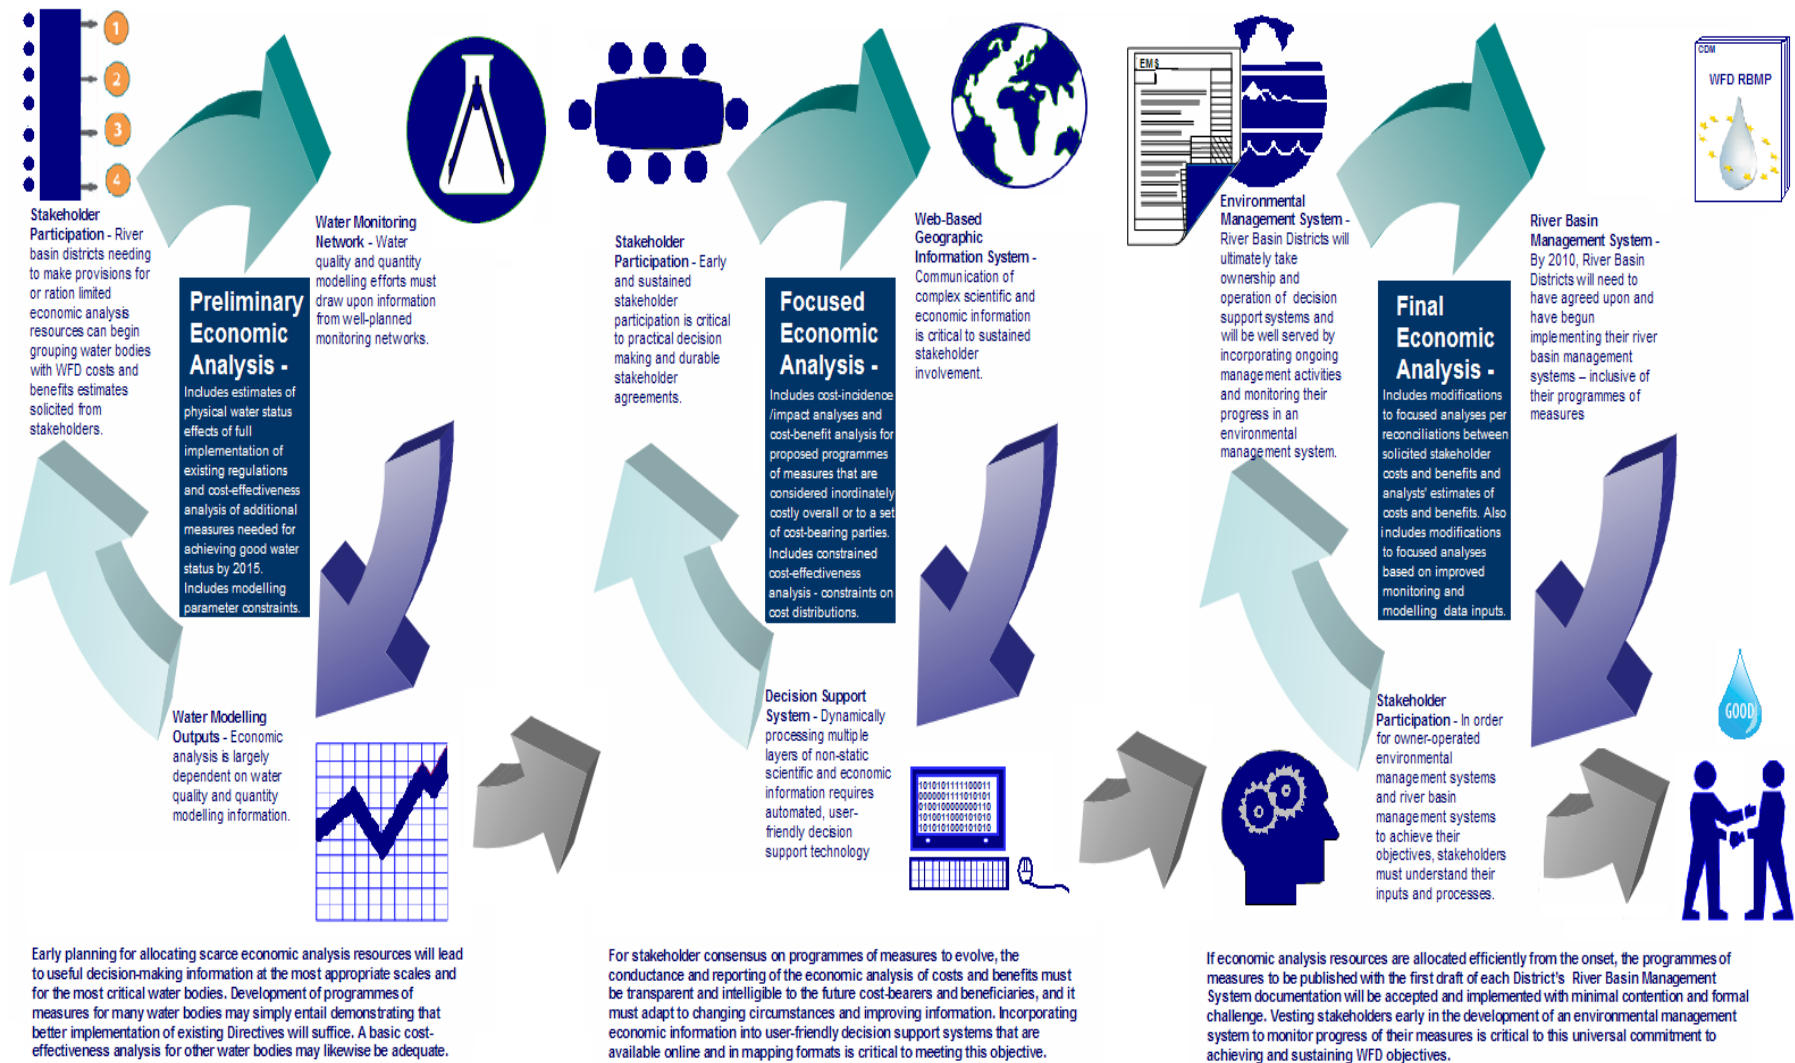 1
2
3
4
Stakeholder
Participation - River
basin districts needing
to make provisions for
or ration limited
economic analysis
resources can begin
grouping water bodies
with WFD costs and
benefits estimates
solicited from
stakeholders.
Water Monitoring
Network - Water
quality and quantity
modelling efforts must
draw upon information
from well-planned
monitoring networks.
Preliminary
Economic
Analysis -
Includes estimates of
physical water status
effects of full
implementation of
existing regulations
and cost-effectiveness
analysis of additional
measures needed for
achieving good water
status by 2015.
Includes modelling
parameter constraints.
Water Modelling
Outputs - Economic
analysis is largely
dependent on water
quality and quantity
modelling information.
Early planning for allocating scarce economic analysis resources will lead
to useful decision-making information at the most appropriate scales and
for the most critical water bodies. Development of programmes of
measures for many water bodies may simply entail demonstrating that
better implementation of existing Directives will suffice. A basic cost-
effectiveness analysis for other water bodies may likewise be adequate.
Stakeholder
Participation - Early
and sustained
stakeholder
participation is critical
to practical decision
making and durable
stakeholder
agreements.
Web-Based
Geographic
Information System -
Communication of
complex scientific and
economic information
is critical to sustained
stakeholder
involvement.
Focused
Economic
Analysis -
Includes cost-incidence
/impact analyses and
cost-benefit analysis for
proposed programmes
of measures that are
considered inordinately
costly overall or to a set
of cost-bearing parties.
Includes constrained
cost-effectiveness
analysis - constraints on
cost distributions.
Decision Support
System - Dynamically
processing multiple
layers of non-static
scientific and economic
information requires
automated, user-
friendly decision
support technology
1010101111100011
0000001111010101
0100100000000110
1010011000101010
1010101000101010
For stakeholder consensus on programmes of measures to evolve, the
conductance and reporting of the economic analysis of costs and benefits must
be transparent and intelligible to the future cost-bearers and beneficiaries, and it
must adapt to changing circumstances and improving information. Incorporating
economic information into user-friendly decision support systems that are
available online and in mapping formats is critical to meeting this objective.
EMS
Environmental
Management System -
River Basin Districts will
ultimately take
ownership and
operation of decision
support systems and
will be well served by
incorporating ongoing
management activities
and monitoring their
progress in an
environmental
management system.
CDM
WFD RBMP
River Basin
Management System -
By 2010, River Basin
Districts will need to
have agreed upon and
have begun
implementing their river
basin management
systems – inclusive of
their programmes of
measures
Final
Economic
Analysis -
Includes modifications
to focused analyses per
reconciliations between
solicited stakeholder
costs and benefits and
analysts' estimates of
costs and benefits. Also
includes modifications
to focused analyses
based on improved
monitoring and
modelling data inputs.
Stakeholder
Participation - In order
for owner-operated
environmental
management systems
and river basin
management systems
to achieve their
objectives, stakeholders
must understand their
inputs and processes.
GOOD
If economic analysis resources are allocated efficiently from the onset, the programmes of
measures to be published with the first draft of each District's River Basin Management
System documentation will be accepted and implemented with minimal contention and formal
challenge. Vesting stakeholders early in the development of an environmental management
system to monitor progress of their measures is critical to this universal commitment to
achieving and sustaining WFD objectives.